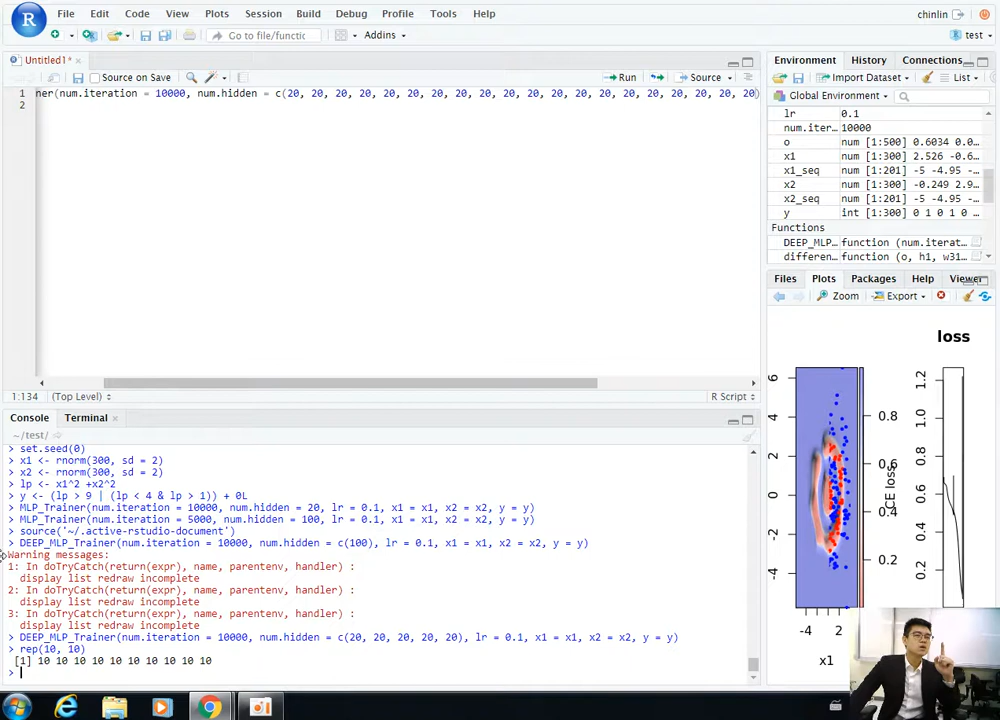 File Edit Code View Plots Session Build Debug Profile Tools Help
chinlin
Go to file/functic
Addins
test
Untitled1*
Source on Save
Run
Source
1 ner(num.iteration = 10000, num.hidden = c(20, 20, 20, 20, 20, 20, 20, 20, 20, 20, 20, 20, 20, 20, 20, 20, 20, 20, 20, 20)
2
1:134
(Top Level)
R Script
Console
Terminal
~/test/
> set.seed(0)
> x1 <- rnorm(300, sd = 2)
> x2 <- rnorm(300, sd = 2)
> lp <- x1^2 +x2^2
> y <- (lp > 9 | (lp < 4 & lp > 1)) + 0L
> MLP_Trainer(num.iteration = 10000, num.hidden = 20, lr = 0.1, x1 = x1, x2 = x2, y = y)
> MLP_Trainer(num.iteration = 5000, num.hidden = 100, lr = 0.1, x1 = x1, x2 = x2, y = y)
> source('~/.active-rstudio-document')
> DEEP_MLP_Trainer(num.iteration = 10000, num.hidden = c(100), lr = 0.1, x1 = x1, x2 = x2, y = y)
Warning messages:
1: In doTryCatch(return(expr), name, parentenv, handler) :
display list redraw incomplete
2: In doTryCatch(return(expr), name, parentenv, handler) :
display list redraw incomplete
3: In doTryCatch(return(expr), name, parentenv, handler) :
display list redraw incomplete
> DEEP_MLP_Trainer(num.iteration = 10000, num.hidden = c(20, 20, 20, 20, 20), lr = 0.1, x1 = x1, x2 = x2, y = y)
> rep(10, 10)
[1] 10 10 10 10 10 10 10 10 10 10
>
Environment
History
Connections
Import Dataset
List
Global Environment
lr 0.1
num.iter… 10000
o num [1:500] 0.6034 0.0…
x1 num [1:300] 2.526 -0.6…
x1_seq num [1:201] -5 -4.95 -…
x2 num [1:300] -0.249 2.9…
x2_seq num [1:201] -5 -4.95 -…
y int [1:300] 0 1 0 1 0 …
Functions
DEEP_MLP… function (num.iterat…
differen… function (o, h1, w31…
Files
Plots
Packages
Help
Viewer
Zoom
Export
loss
6
4
2
0
-2
-4
-4
2
x1
0.8
0.6
0.4
0.2
CE loss
1.2
1.0
0.8
0.6
0.4
0.2